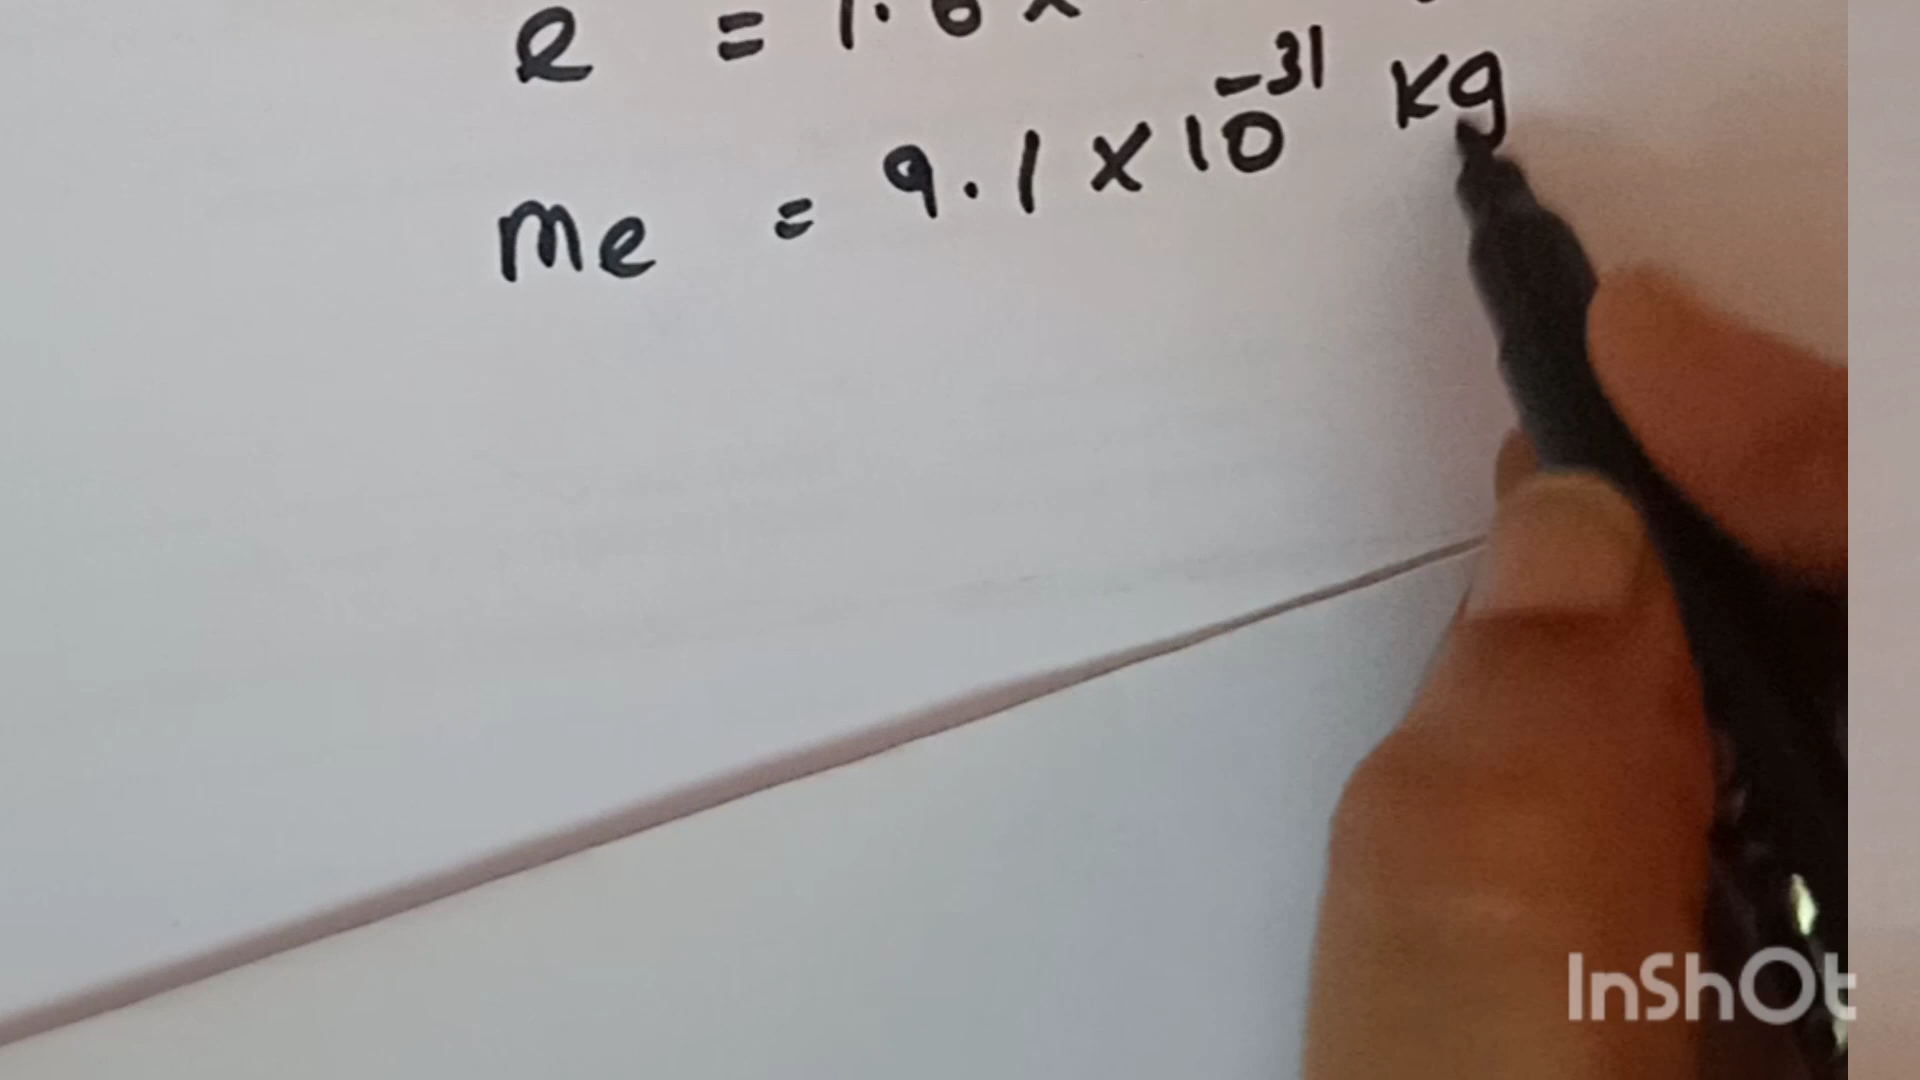 e = 1.6 ×
me = 9.1 × 10⁻³¹ kg
InShOt